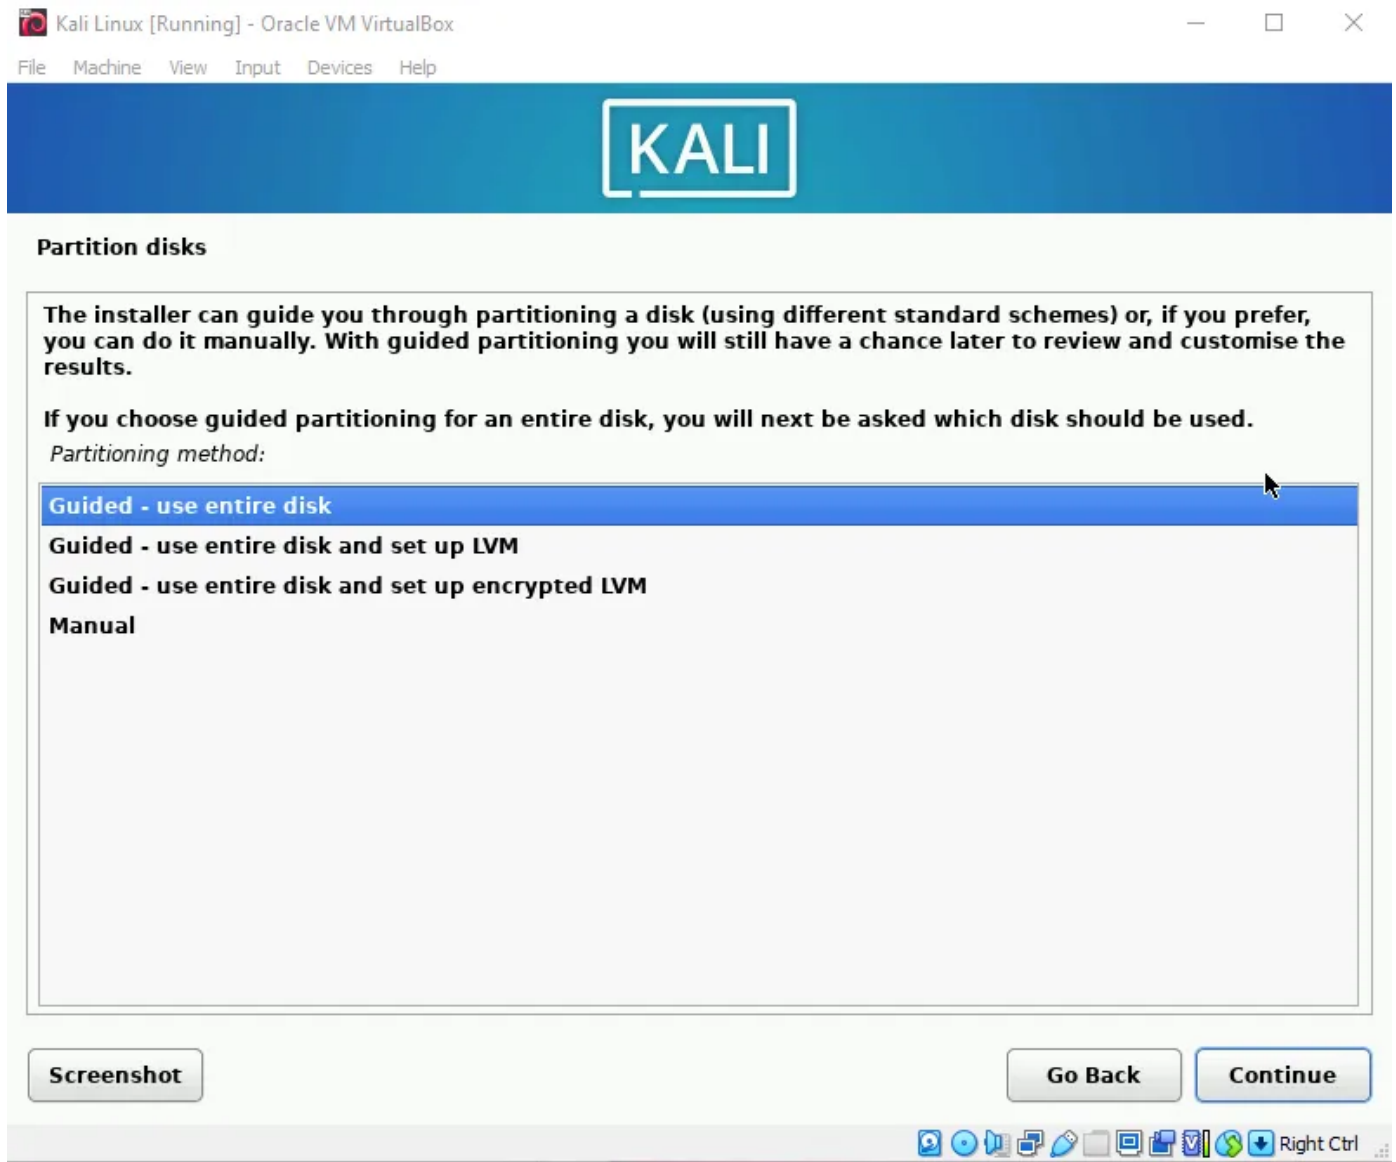 Kali Linux [Running] - Oracle VM VirtualBox
File Machine View Input Devices Help
KALI
Partition disks
The installer can guide you through partitioning a disk (using different standard schemes) or, if you prefer,
you can do it manually. With guided partitioning you will still have a chance later to review and customise the
results.
If you choose guided partitioning for an entire disk, you will next be asked which disk should be used.
Partitioning method:
Guided - use entire disk
Guided - use entire disk and set up LVM
Guided - use entire disk and set up encrypted LVM
Manual
Screenshot Go Back Continue
Right Ctrl